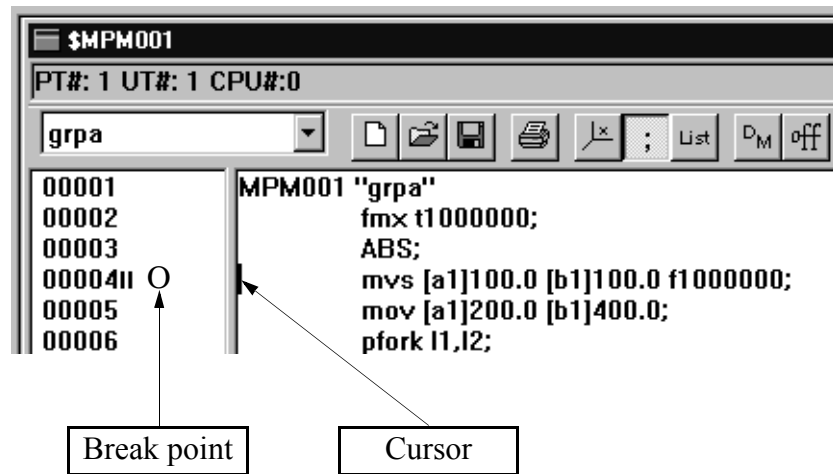 $MPM001
PT#: 1 UT#: 1 CPU#:0
grpa ; List DM off
00001 MPM001 "grpa"
00002 fmx t1000000;
00003 ABS;
00004II O mvs [a1]100.0 [b1]100.0 f1000000;
00005 mov [a1]200.0 [b1]400.0;
00006 pfork l1,l2;
Break point Cursor